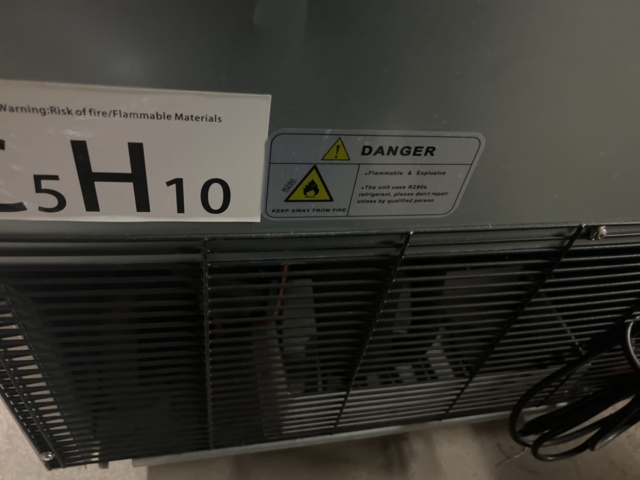 Warning:Risk of fire/Flammable Materials
C5H10
DANGER
•Flammable & Explosive
•The unit uses R290a
refrigerant, please don't repair
unless by qualified person.
R290
KEEP AWAY FROM FIRE